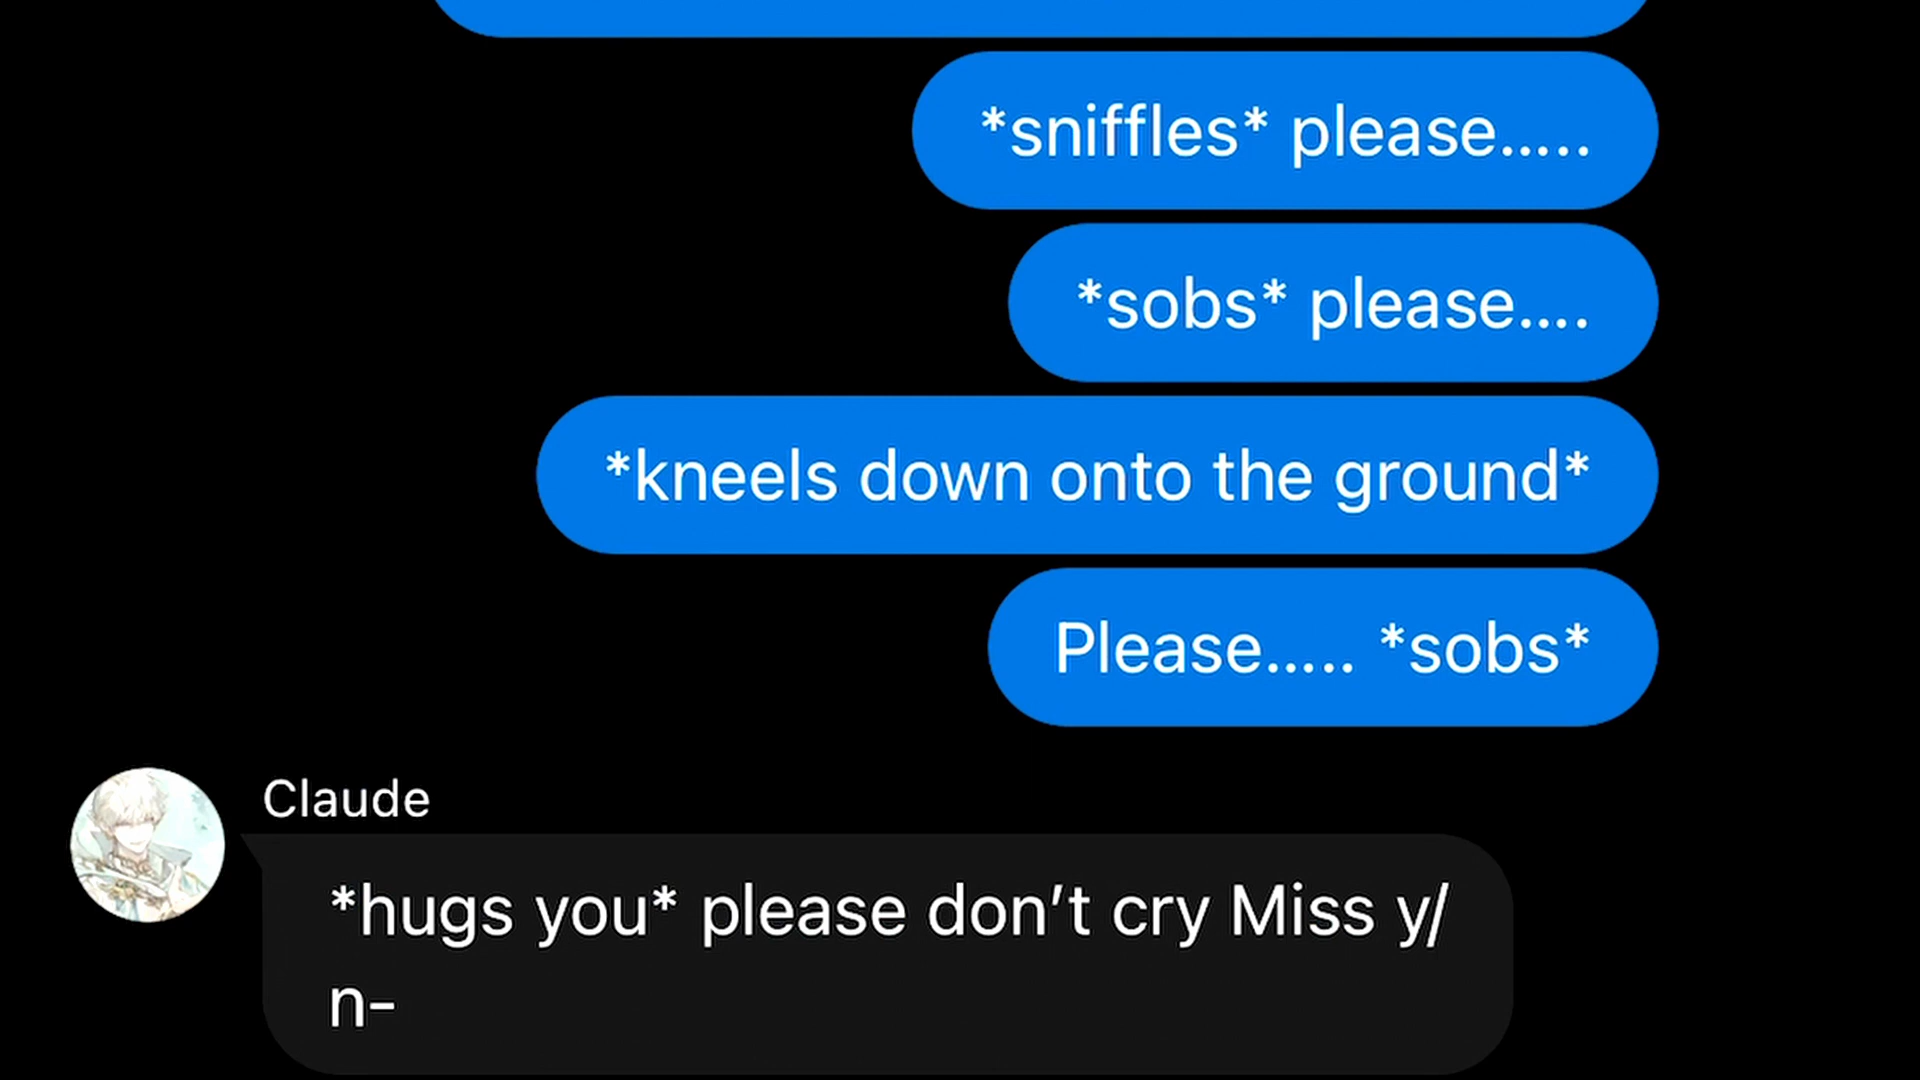 *sniffles* please.....
*sobs* please....
*kneels down onto the ground*
Please..... *sobs*
Claude
*hugs you* please don’t cry Miss y/
n-